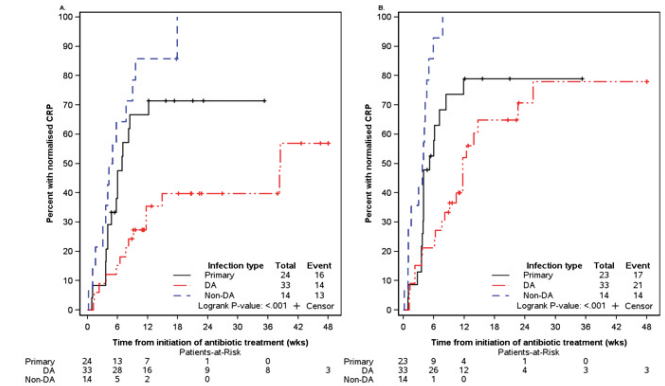 A.
100
90
80
70
60
50
40
30
20
10
0
Percent with normalised CRP
Infection type Total Event
Primary 24 16
DA 33 14
Non-DA 14 13
Logrank P-value: <.001 + Censor
0 6 12 18 24 30 36 42 48
Time from initiation of antibiotic treatment (wks)
Patients-at-Risk
Primary 24 13 7 1 0
DA 33 28 16 9 8 3
Non-DA 14 5 2 0
B.
100
90
80
70
60
50
40
30
20
10
0
Percent with normalised CRP
Infection type Total Event
Primary 23 17
DA 33 21
Non-DA 14 14
Logrank P-value: <.001 + Censor
0 6 12 18 24 30 36 42 48
Time from initiation of antibiotic treatment (wks)
Patients-at-Risk
Primary 23 9 4 1 0
DA 33 26 12 4 3 3
Non-DA 14 1 0